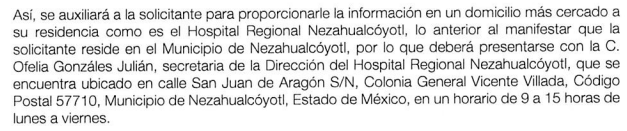 Así, se auxiliará a la solicitante para proporcionarle la información en un domicilio más cercado a
su residencia como es el Hospital Regional Nezahualcóyotl, lo anterior al manifestar que la
solicitante reside en el Municipio de Nezahualcóyotl, por lo que deberá presentarse con la C.
Ofelia Gonzáles Julián, secretaria de la Dirección del Hospital Regional Nezahualcóyotl, que se
encuentra ubicado en calle San Juan de Aragón S/N, Colonia General Vicente Villada, Código
Postal 57710, Municipio de Nezahualcóyotl, Estado de México, en un horario de 9 a 15 horas de
lunes a viernes.